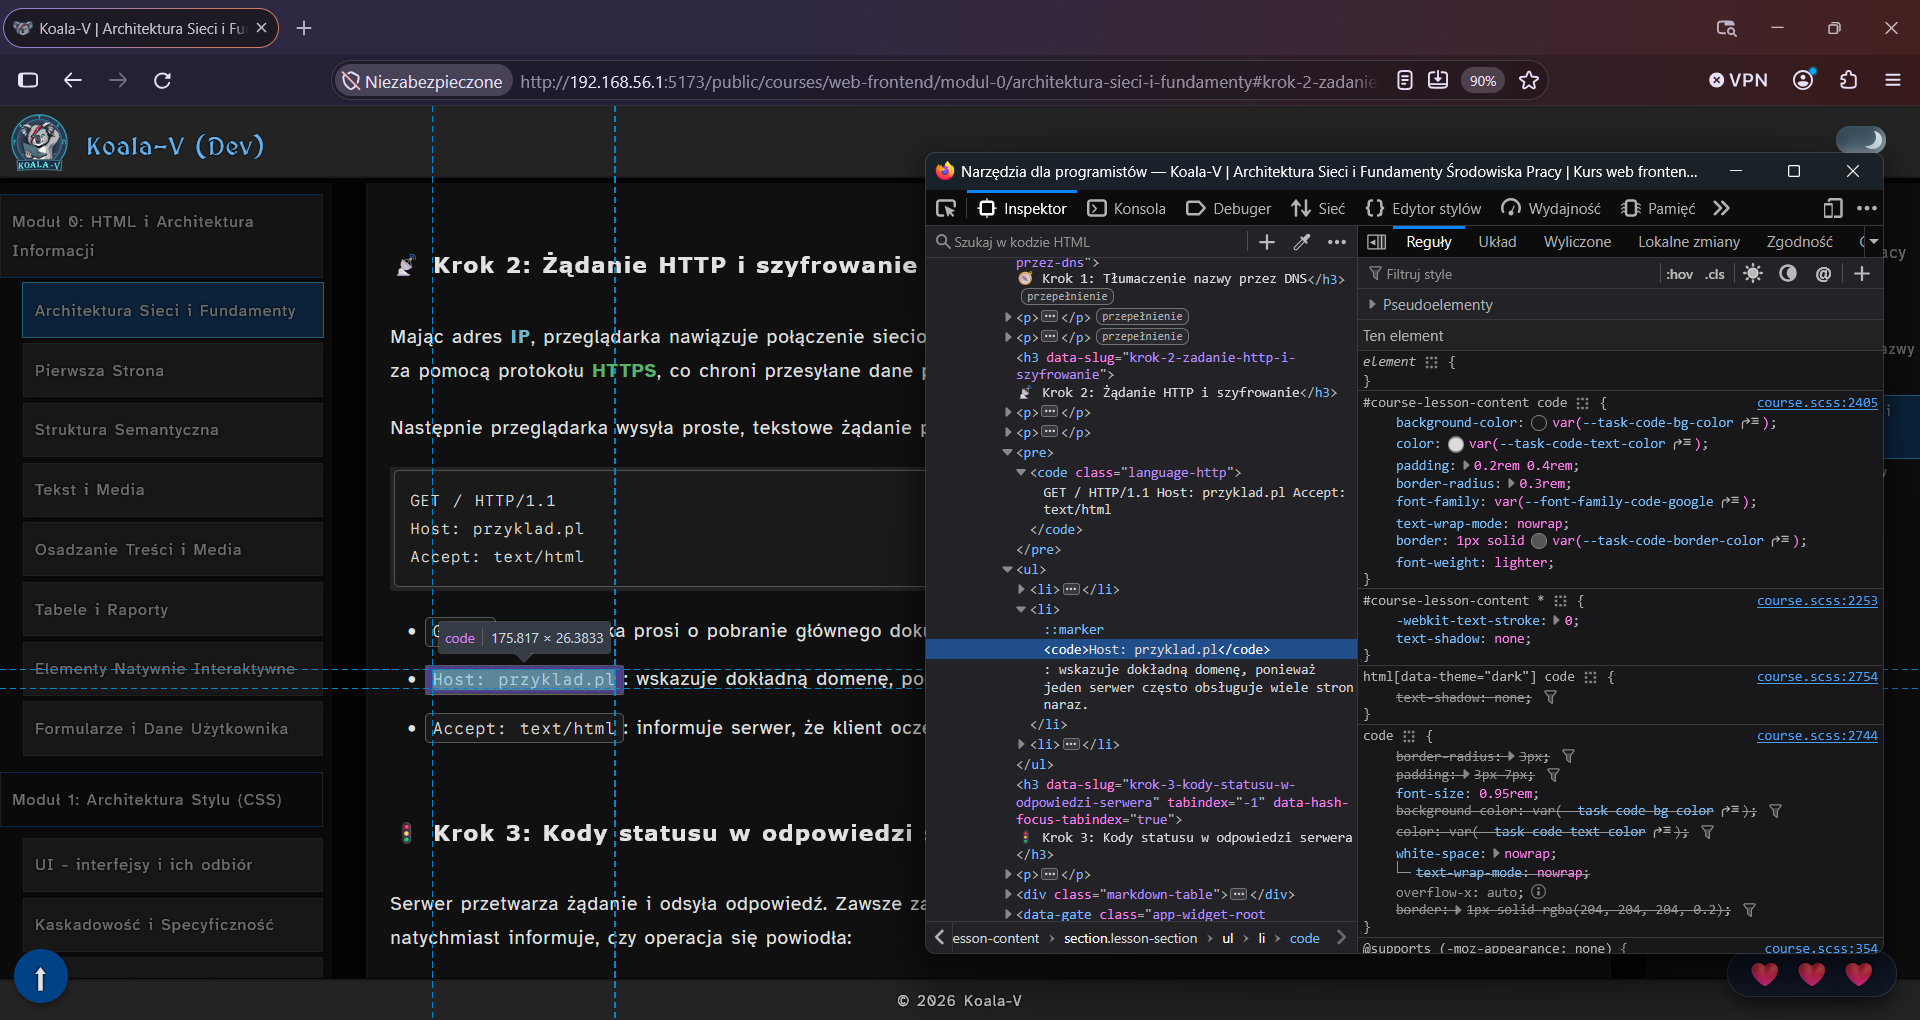 Koala-V | Architektura Sieci i Fu
Niezabezpieczone
http://192.168.56.1:5173/public/courses/web-frontend/modul-0/architektura-sieci-i-fundamenty#krok-2-zadanie-
90%
VPN
KOALA-V
Koala-V (Dev)
Moduł 0: HTML i Architektura
Informacji
Architektura Sieci i Fundamenty
Pierwsza Strona
Struktura Semantyczna
Tekst i Media
Osadzanie Treści i Media
Tabele i Raporty
Elementy Natywnie Interaktywne
Formularze i Dane Użytkownika
Moduł 1: Architektura Stylu (CSS)
UI - interfejsy i ich odbiór
Kaskadowość i Specyficzność
Krok 2: Żądanie HTTP i szyfrowanie
Mając adres IP, przeglądarka nawiązuje połączenie siecio
za pomocą protokołu HTTPS, co chroni przesyłane dane p
Następnie przeglądarka wysyła proste, tekstowe żądanie p
GET / HTTP/1.1
Host: przyklad.pl
Accept: text/html
ka prosi o pobranie głównego doku
code 175.817 × 26.3833
Host: przyklad.pl : wskazuje dokładną domenę, po
Accept: text/html : informuje serwer, że klient ocze
Krok 3: Kody statusu w odpowiedzi s
Serwer przetwarza żądanie i odsyła odpowiedź. Zawsze za
natychmiast informuje, czy operacja się powiodła:
© 2026 Koala-V
Narzędzia dla programistów — Koala-V | Architektura Sieci i Fundamenty Środowiska Pracy | Kurs web fronten...
Inspektor
Konsola
Debuger
Sieć
Edytor stylów
Wydajność
Pamięć
Szukaj w kodzie HTML
przez-dns">
Krok 1: Tłumaczenie nazwy przez DNS</h3>
przepełnienie
<p> </p> przepełnienie
<p> </p> przepełnienie
<h3 data-slug="krok-2-zadanie-http-i-
szyfrowanie">
Krok 2: Żądanie HTTP i szyfrowanie</h3>
<p> </p>
<p> </p>
<pre>
<code class="language-http">
GET / HTTP/1.1 Host: przyklad.pl Accept:
text/html
</code>
</pre>
<ul>
<li> </li>
<li>
::marker
<code>Host: przyklad.pl</code>
: wskazuje dokładną domenę, ponieważ
jeden serwer często obsługuje wiele stron
naraz.
</li>
<li> </li>
</ul>
<h3 data-slug="krok-3-kody-statusu-w-
odpowiedzi-serwera" tabindex="-1" data-hash-
focus-tabindex="true">
Krok 3: Kody statusu w odpowiedzi serwera
</h3>
<p> </p>
<div class="markdown-table"> </div>
<data-gate class="app-widget-root
esson-content
section.lesson-section
ul
li
code
Reguły
Układ
Wyliczone
Lokalne zmiany
Zgodność
Filtruj style
:hov .cls
@
Pseudoelementy
Ten element
element {
}
#course-lesson-content code { course.scss:2405
background-color: var(--task-code-bg-color );
color: var(--task-code-text-color );
padding: 0.2rem 0.4rem;
border-radius: 0.3rem;
font-family: var(--font-family-code-google );
text-wrap-mode: nowrap;
border: 1px solid var(--task-code-border-color );
font-weight: lighter;
}
#course-lesson-content * { course.scss:2253
-webkit-text-stroke: 0;
text-shadow: none;
}
html[data-theme="dark"] code { course.scss:2754
text-shadow: none;
}
code { course.scss:2744
border-radius: 3px;
padding: 3px 7px;
font-size: 0.95rem;
background-color: var(--task-code-bg-color );
color: var(--task-code-text-color );
white-space: nowrap;
text-wrap-mode: nowrap;
overflow-x: auto;
border: 1px solid rgba(204, 204, 204, 0.2);
}
@supports (-moz-appearance: none) { course.scss:354
acy
azwy
i